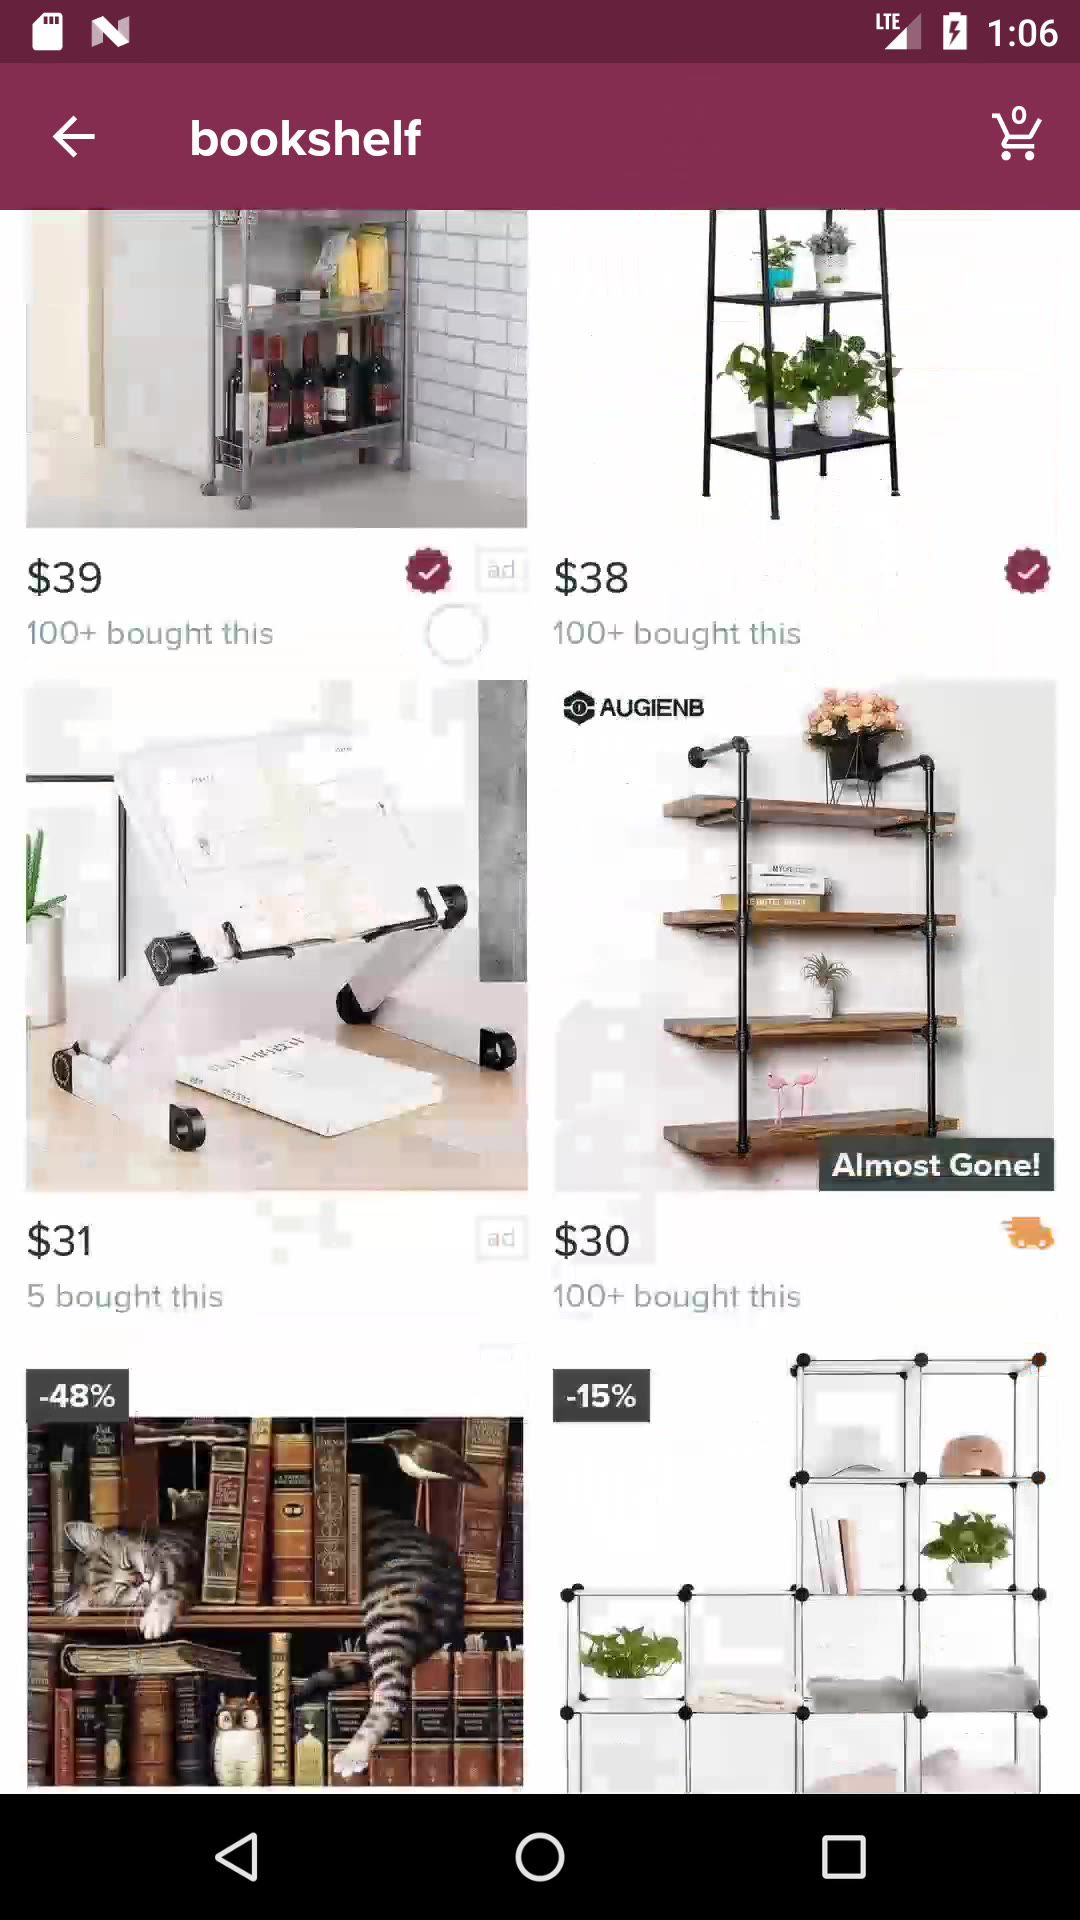 LTE
1:06
bookshelf
0
$39
ad
$38
100+ bought this
100+ bought this
AUGIENB
Almost Gone!
$31
ad
$30
5 bought this
100+ bought this
-48%
-15%